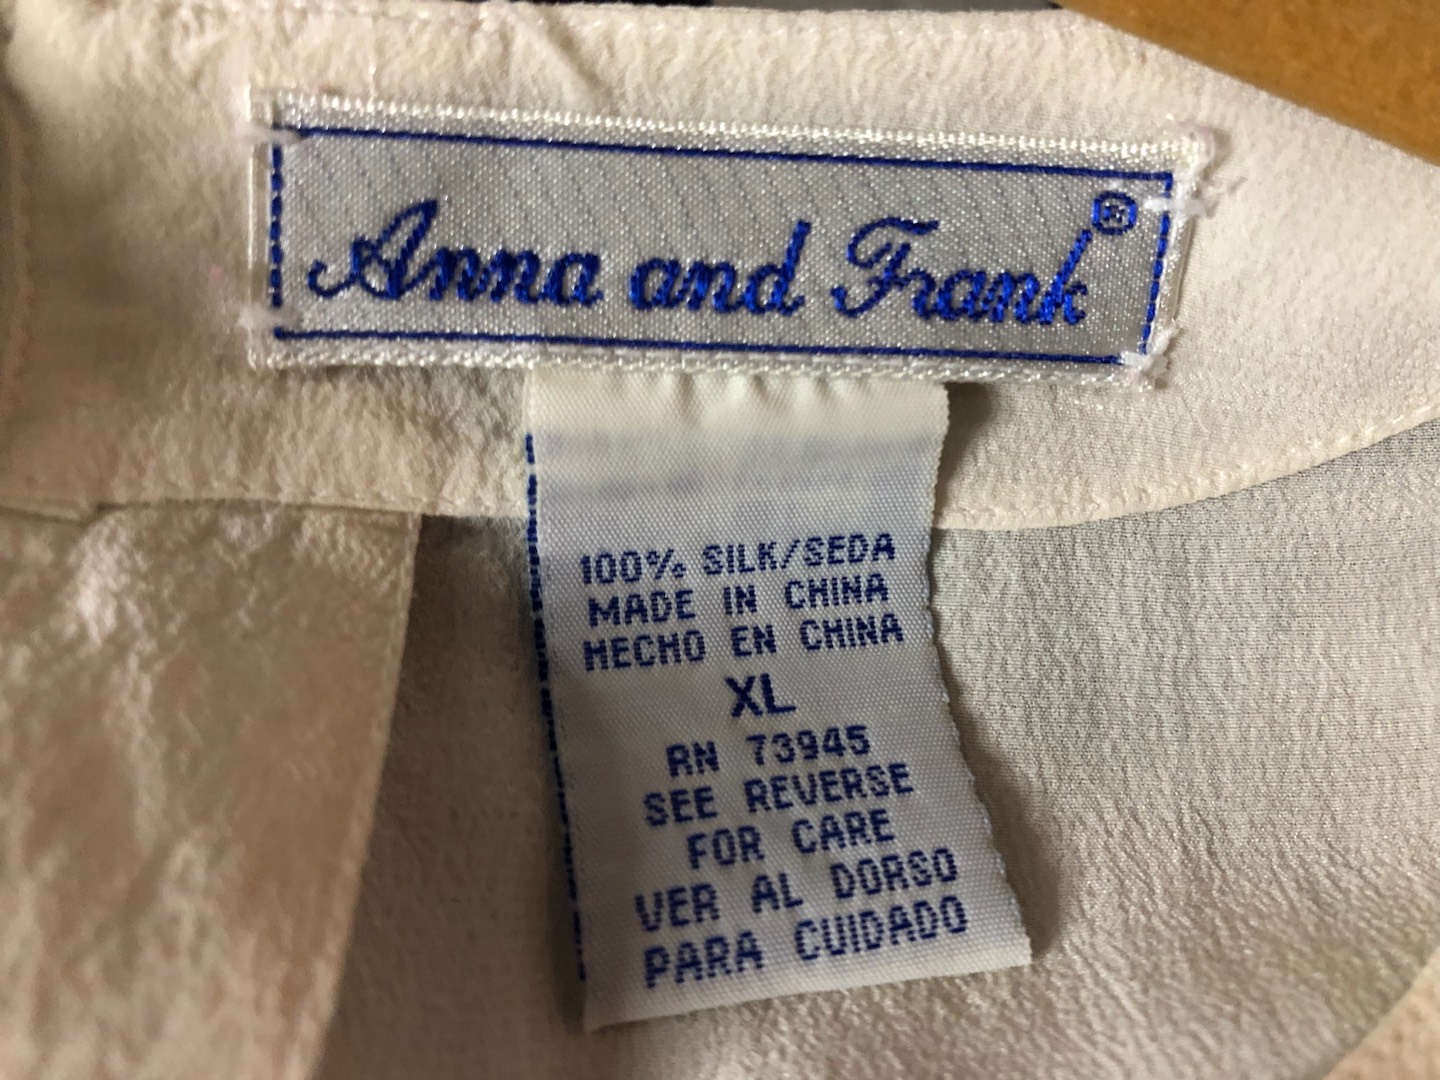 Anna and Frank®
100% SILK/SEDA
MADE IN CHINA
HECHO EN CHINA
XL
RN 73945
SEE REVERSE
FOR CARE
VER AL DORSO
PARA CUIDADO